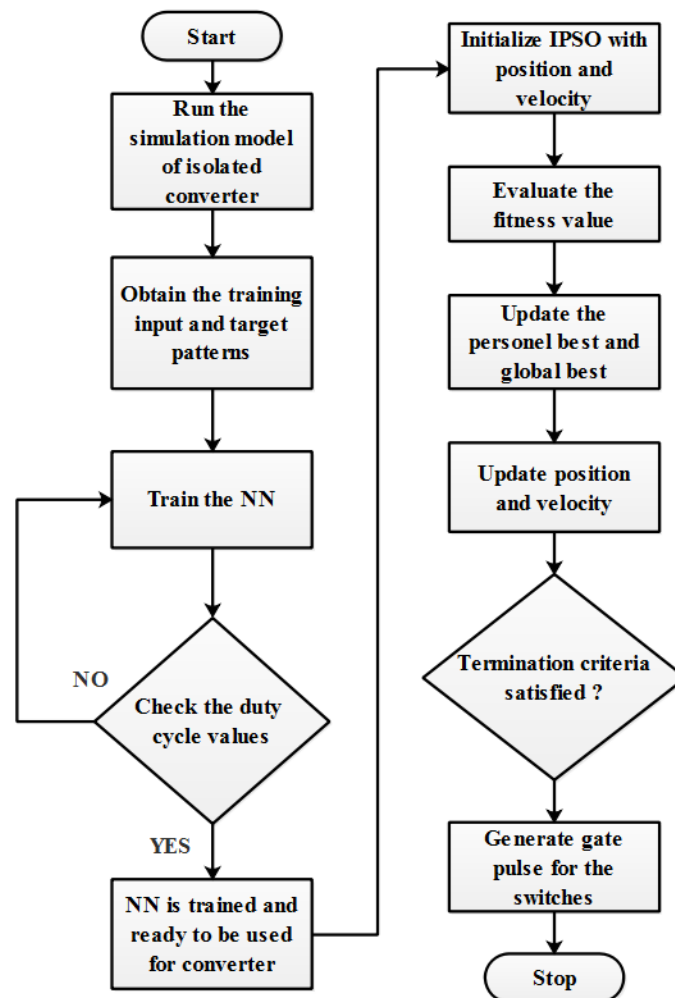 Start
Run the
simulation model
of isolated
converter
Obtain the training
input and target
patterns
Train the NN
NO
Check the duty
cycle values
YES
NN is trained and
ready to be used
for converter
Initialize IPSO with
position and
velocity
Evaluate the
fitness value
Update the
personel best and
global best
Update position
and velocity
Termination criteria
satisfied ?
Generate gate
pulse for the
switches
Stop